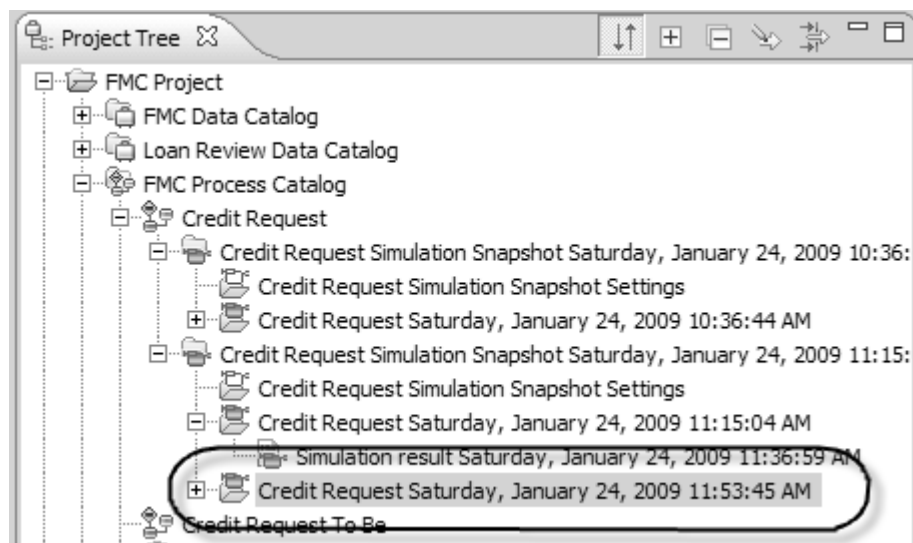 Project Tree
FMC Project
FMC Data Catalog
Loan Review Data Catalog
FMC Process Catalog
Credit Request
Credit Request Simulation Snapshot Saturday, January 24, 2009 10:36:
Credit Request Simulation Snapshot Settings
Credit Request Saturday, January 24, 2009 10:36:44 AM
Credit Request Simulation Snapshot Saturday, January 24, 2009 11:15:
Credit Request Simulation Snapshot Settings
Credit Request Saturday, January 24, 2009 11:15:04 AM
Simulation result Saturday, January 24, 2009 11:36:59 AM
Credit Request Saturday, January 24, 2009 11:53:45 AM
Credit Request To Be